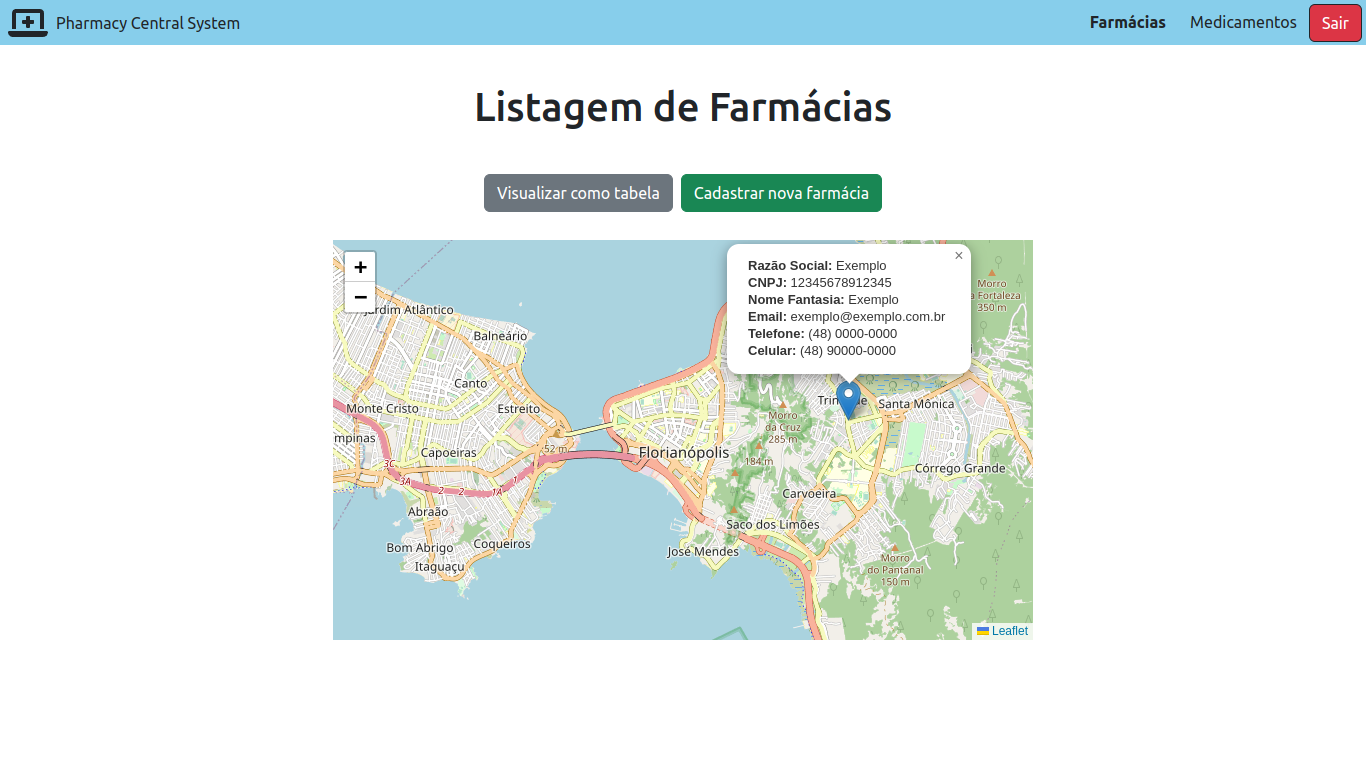 Pharmacy Central System
Farmácias
Medicamentos
Sair
Listagem de Farmácias
Visualizar como tabela
Cadastrar nova farmácia
+
−
Razão Social: Exemplo
CNPJ: 12345678912345
Nome Fantasia: Exemplo
Email: exemplo@exemplo.com.br
Telefone: (48) 0000-0000
Celular: (48) 90000-0000
×
Morro
350 m
Jardim Atlântico
Balneário
Canto
Monte Cristo
Estreito
Santa Mônica
Morro
da Cruz
285 m
52 m
Capoeiras
Florianópolis
184 m
3C
3A
2
2
1A
1
Córrego Grande
Carvoeira
Abraão
Saco dos Limões
Bom Abrigo
Coqueiros
José Mendes
Itaguaçu
Morro
do Pantanal
150 m
Leaflet